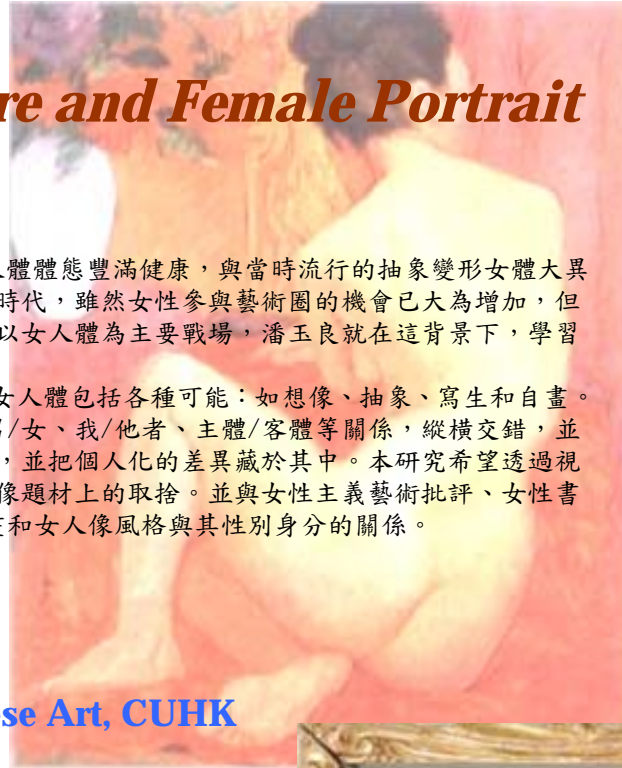 re and Female Portrait
人體體態豐滿健康，與當時流行的抽象變形女體大異
時代，雖然女性參與藝術圈的機會已大為增加，但
以女人體為主要戰場，潘玉良就在這背景下，學習
女人體包括各種可能：如想像、抽象、寫生和自畫。
/女、我/他者、主體/客體等關係，縱橫交錯，並
，並把個人化的差異藏於其中。本研究希望透過視
像題材上的取捨。並與女性主義藝術批評、女性書
和女人像風格與其性別身分的關係。
se Art, CUHK